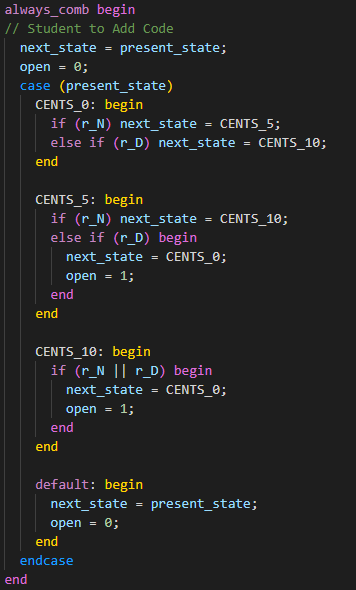 always_comb begin
// Student to Add Code
next_state = present_state;
open = 0;
case (present_state)
CENTS_0: begin
if (r_N) next_state = CENTS_5;
else if (r_D) next_state = CENTS_10;
end
CENTS_5: begin
if (r_N) next_state = CENTS_10;
else if (r_D) begin
next_state = CENTS_0;
open = 1;
end
end
CENTS_10: begin
if (r_N || r_D) begin
next_state = CENTS_0;
open = 1;
end
end
default: begin
next_state = present_state;
open = 0;
end
endcase
end